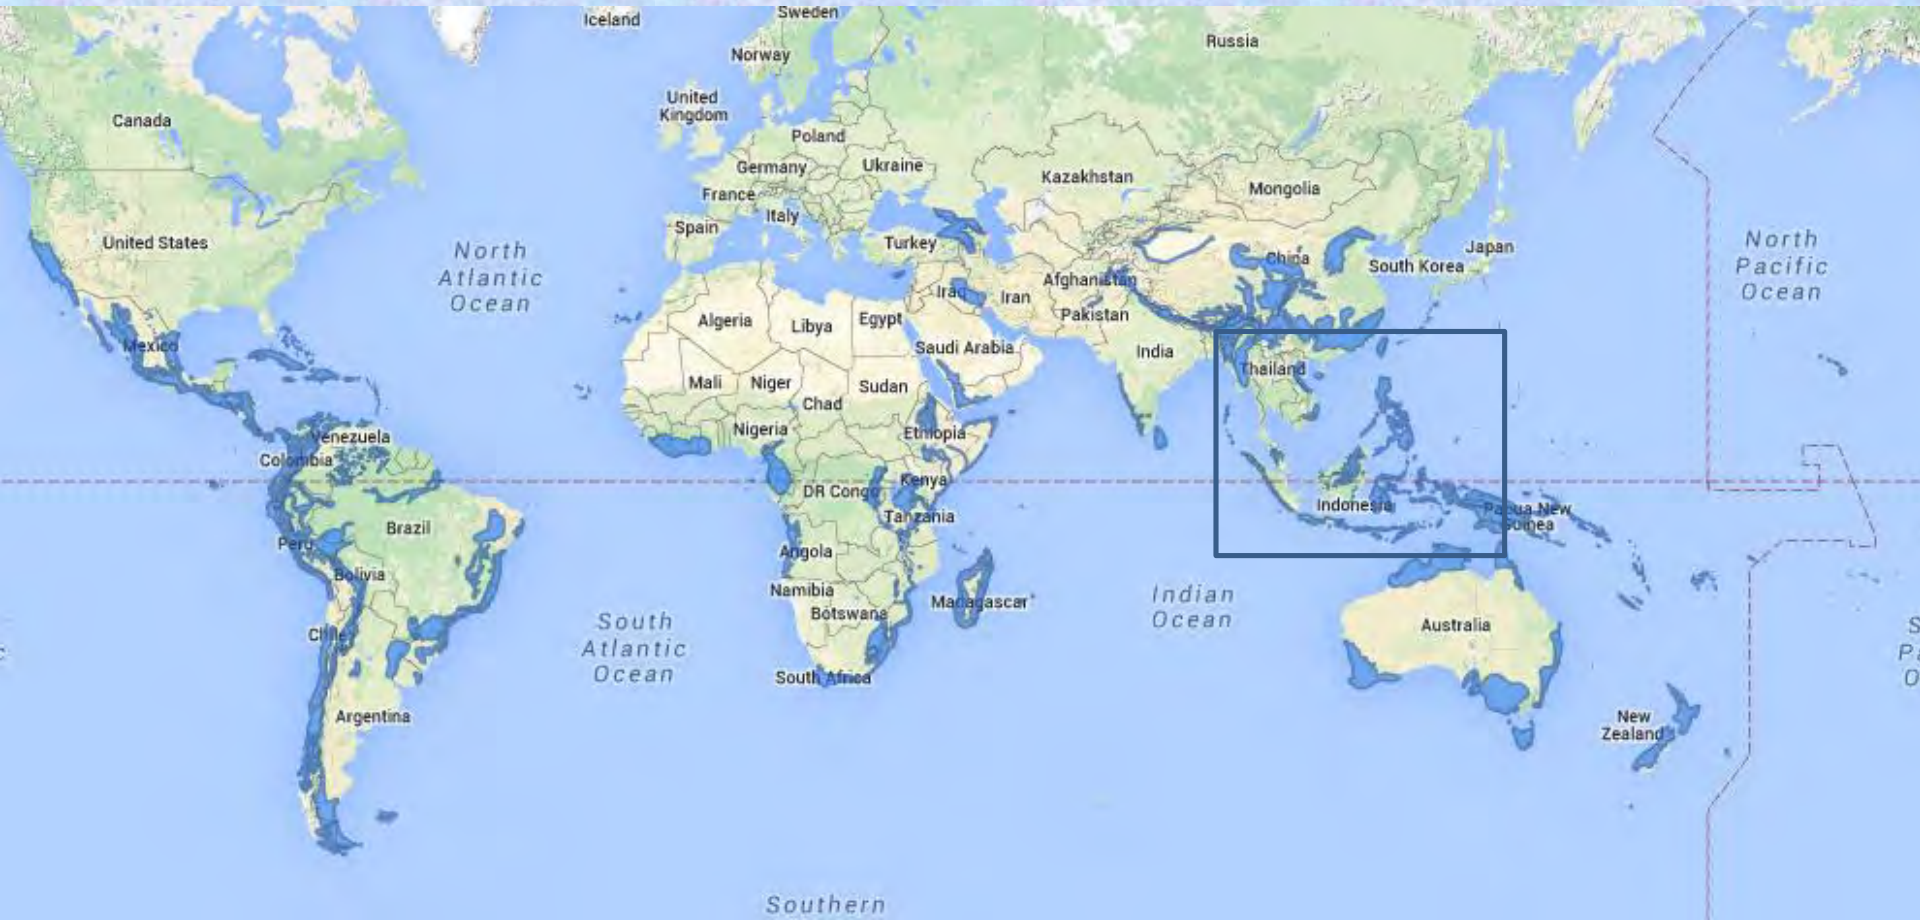 Iceland
Sweden
Norway
Russia
United
Kingdom
Canada
Poland
Germany
Ukraine
France
Kazakhstan
Mongolia
Italy
Spain
United States
Turkey
North
Atlantic
Ocean
China
Japan
South Korea
North
Pacific
Ocean
Afghanistan
Iraq
Iran
Pakistan
Algeria
Libya
Egypt
Mexico
Saudi Arabia
India
Thailand
Mali
Niger
Sudan
Chad
Nigeria
Ethiopia
Venezuela
Colombia
DR Congo
Kenya
Indonesia
Papua New
Guinea
Tanzania
Brazil
Peru
Angola
Bolivia
Namibia
Botswana
Madagascar
Indian
Ocean
South
Atlantic
Ocean
Australia
Chile
South Africa
Argentina
New
Zealand
Southern